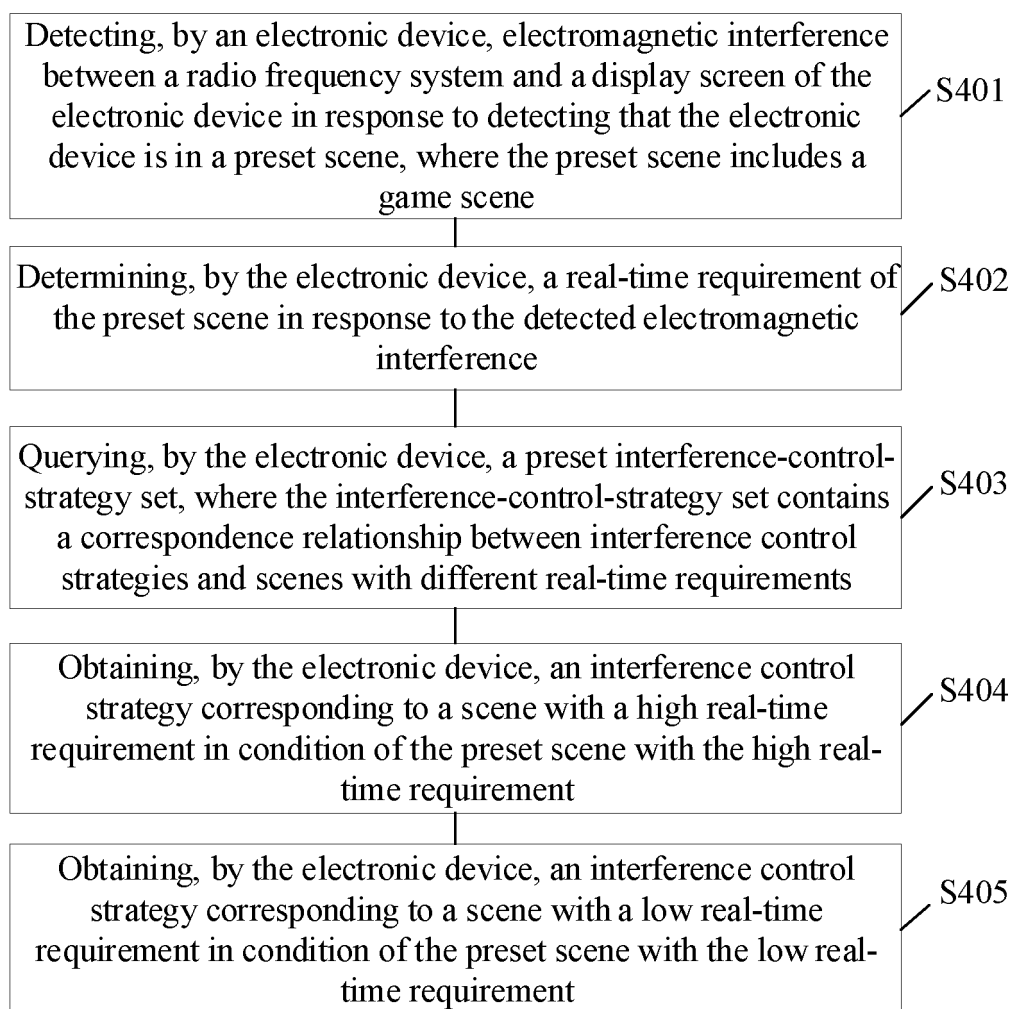 Detecting, by an electronic device, electromagnetic interference
between a radio frequency system and a display screen of the
electronic device in response to detecting that the electronic
device is in a preset scene, where the preset scene includes a
game scene
S401
Determining, by the electronic device, a real-time requirement of
the preset scene in response to the detected electromagnetic
interference
S402
Querying, by the electronic device, a preset interference-control-
strategy set, where the interference-control-strategy set contains
a correspondence relationship between interference control
strategies and scenes with different real-time requirements
S403
Obtaining, by the electronic device, an interference control
strategy corresponding to a scene with a high real-time
requirement in condition of the preset scene with the high real-
time requirement
S404
Obtaining, by the electronic device, an interference control
strategy corresponding to a scene with a low real-time
requirement in condition of the preset scene with the low real-
time requirement
S405